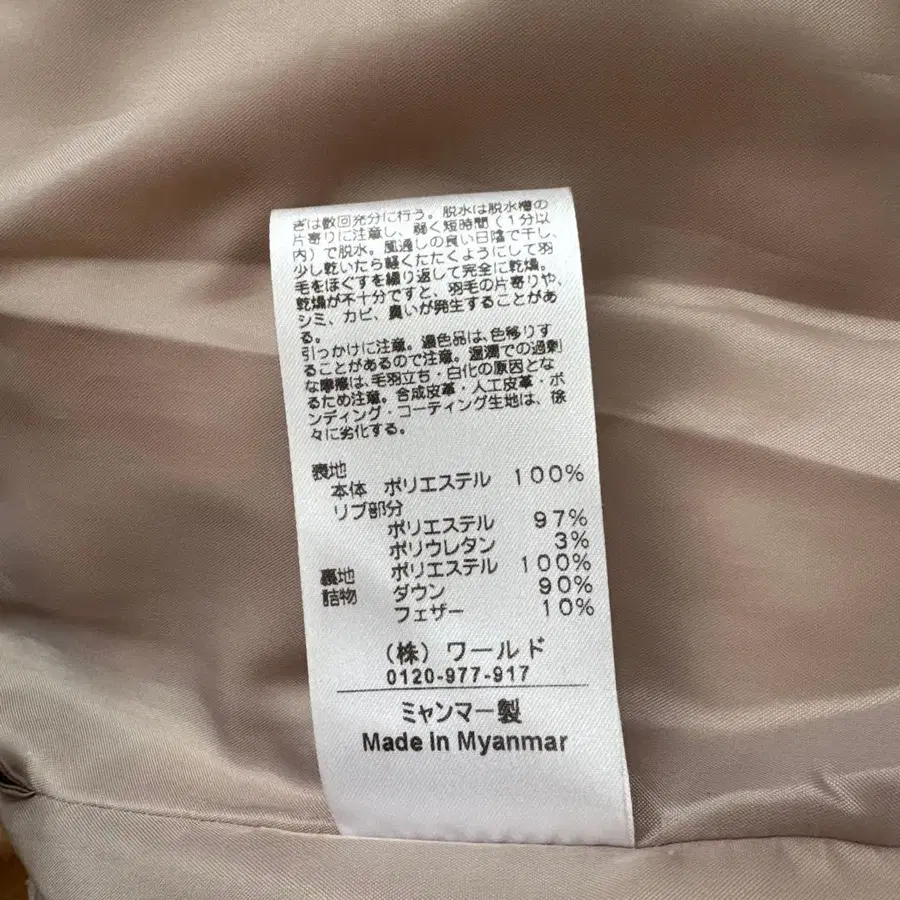 ぎは数回充分に行う。脱水は脱水槽の
片寄りに注意し、弱く短時間(1分以
内)で脱水。風通しの良い日陰で干し、
少し乾いたら軽くたたくようにして羽
毛をほぐすを繰り返して完全に乾燥。
乾燥が不十分ですと、羽毛の片寄りや、
シミ、カビ、臭いが発生することがあ
る。
引っかけに注意。濃色品は、色移りす
ることがあるので注意。湿潤での過剰
な摩擦は、毛羽立ち・白化の原因とな
るため注意。合成皮革・人工皮革・ボ
ンディング・コーティング生地は、徐
々に劣化する。
表地
本体 ポリエステル 100%
リブ部分
ポリエステル 97%
ポリウレタン 3%
裏地 ポリエステル 100%
詰物 ダウン 90%
フェザー 10%
(株)ワールド
0120-977-917
ミャンマー製
Made in Myanmar